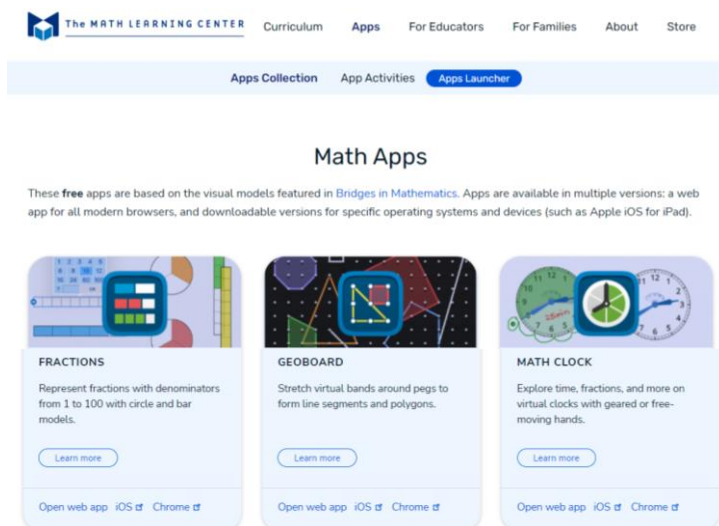 The MATH LEARNING CENTER
Curriculum
Apps
For Educators
For Families
About
Store
Apps Collection
App Activities
Apps Launcher
Math Apps
These free apps are based on the visual models featured in Bridges in Mathematics. Apps are available in multiple versions: a web
app for all modern browsers, and downloadable versions for specific operating systems and devices (such as Apple iOS for iPad).
FRACTIONS
Represent fractions with denominators
from 1 to 100 with circle and bar
models.
Learn more
Open web app iOS Chrome
GEOBOARD
Stretch virtual bands around pegs to
form line segments and polygons.
Learn more
Open web app iOS Chrome
MATH CLOCK
Explore time, fractions, and more on
virtual clocks with geared or free-
moving hands.
Learn more
Open web app iOS Chrome